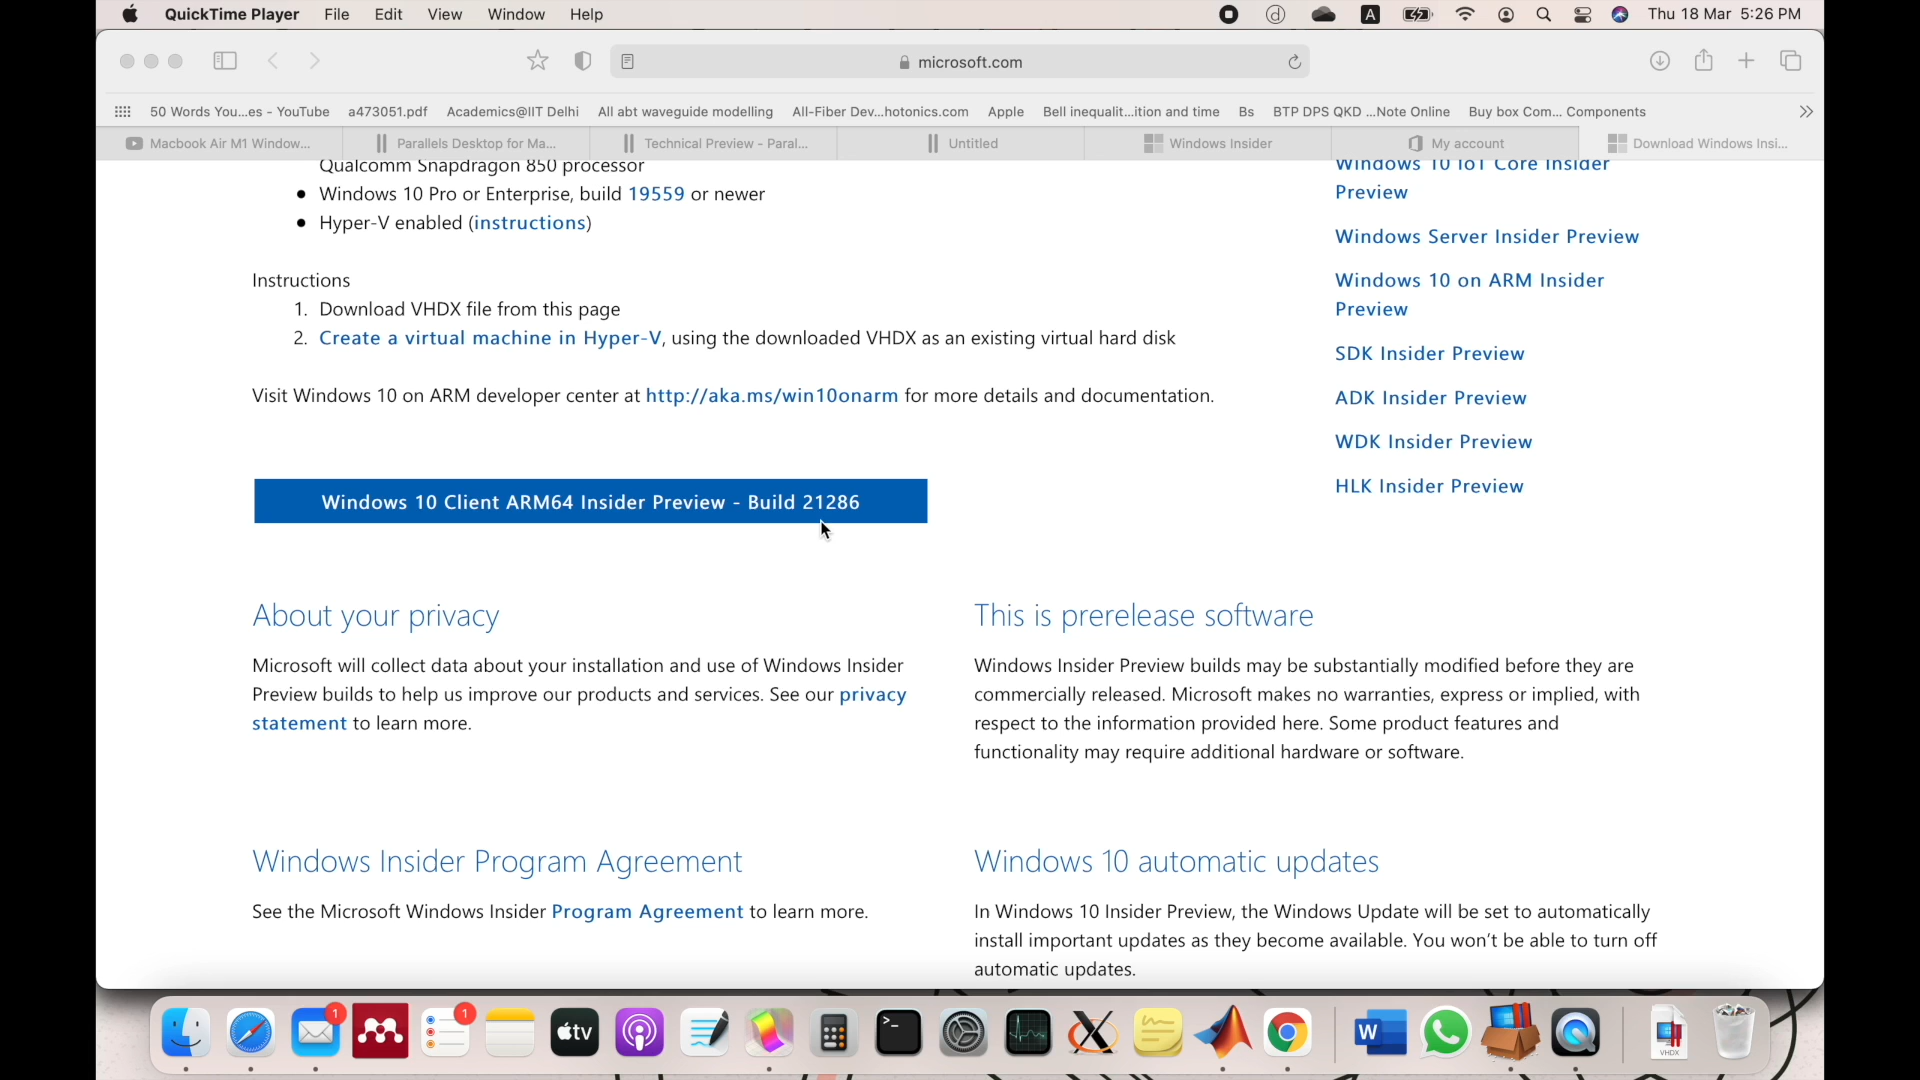 QuickTime Player File Edit View Window Help
A Thu 18 Mar 5:26 PM
microsoft.com
50 Words You...es - YouTube a473051.pdf Academics@IIT Delhi All abt waveguide modelling All-Fiber Dev...hotonics.com Apple Bell inequalit...ition and time Bs BTP DPS QKD ...Note Online Buy box Com... Components
Macbook Air M1 Window... Parallels Desktop for Ma... Technical Preview - Paral... Untitled Windows Insider My account Download Windows Insi...
Qualcomm Snapdragon 850 processor
• Windows 10 Pro or Enterprise, build 19559 or newer
• Hyper-V enabled (instructions)
Instructions
1. Download VHDX file from this page
2. Create a virtual machine in Hyper-V, using the downloaded VHDX as an existing virtual hard disk
Visit Windows 10 on ARM developer center at http://aka.ms/win10onarm for more details and documentation.
Windows 10 Client ARM64 Insider Preview - Build 21286
Windows 10 IoT Core Insider
Preview
Windows Server Insider Preview
Windows 10 on ARM Insider
Preview
SDK Insider Preview
ADK Insider Preview
WDK Insider Preview
HLK Insider Preview
About your privacy
Microsoft will collect data about your installation and use of Windows Insider
Preview builds to help us improve our products and services. See our privacy
statement to learn more.
This is prerelease software
Windows Insider Preview builds may be substantially modified before they are
commercially released. Microsoft makes no warranties, express or implied, with
respect to the information provided here. Some product features and
functionality may require additional hardware or software.
Windows Insider Program Agreement
See the Microsoft Windows Insider Program Agreement to learn more.
Windows 10 automatic updates
In Windows 10 Insider Preview, the Windows Update will be set to automatically
install important updates as they become available. You won't be able to turn off
automatic updates.
1
1
tv
W
VHDX